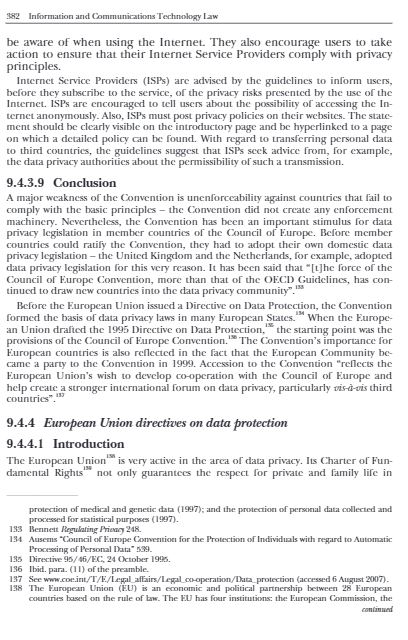 382 Information and Communications Technology Law
be aware of when using the Internet. They also encourage users to take
action to ensure that their Internet Service Providers comply with privacy
principles.
Internet Service Providers (ISPs) are advised by the guidelines to inform users,
before they subscribe to the service, of the privacy risks presented by the use of the
Internet. ISPs are encouraged to tell users about the possibility of accessing the In-
ternet anonymously. Also, ISPs must post privacy policies on their websites. The state-
ment should be clearly visible on the introductory page and be hyperlinked to a page
on which a detailed policy can be found. With regard to transferring personal data
to third countries, the guidelines suggest that ISPs seek advice from, for example,
the data privacy authorities about the permissibility of such a transmission.
9.4.3.9 Conclusion
A major weakness of the Convention is unenforceability against countries that fail to
comply with the basic principles – the Convention did not create any enforcement
machinery. Nevertheless, the Convention has been an important stimulus for data
privacy legislation in member countries of the Council of Europe. Before member
countries could ratify the Convention, they had to adopt their own domestic data
privacy legislation – the United Kingdom and the Netherlands, for example, adopted
data privacy legislation for this very reason. It has been said that “[t]he force of the
Council of Europe Convention, more than that of the OECD Guidelines, has con-
tinued to draw new countries into the data privacy community”.133
Before the European Union issued a Directive on Data Protection, the Convention
formed the basis of data privacy laws in many European States.134 When the Europe-
an Union drafted the 1995 Directive on Data Protection,135 the starting point was the
provisions of the Council of Europe Convention.136 The Convention’s importance for
European countries is also reflected in the fact that the European Community be-
came a party to the Convention in 1999. Accession to the Convention “reflects the
European Union’s wish to develop co-operation with the Council of Europe and
help create a stronger international forum on data privacy, particularly vis-à-vis third
countries”.137
9.4.4 European Union directives on data protection
9.4.4.1 Introduction
The European Union138 is very active in the area of data privacy. Its Charter of Fun-
damental Rights139 not only guarantees the respect for private and family life in
protection of medical and genetic data (1997); and the protection of personal data collected and
processed for statistical purposes (1997).
133 Bennett Regulating Privacy 248.
134 Ausems “Council of Europe Convention for the Protection of Individuals with regard to Automatic
Processing of Personal Data” 539.
135 Directive 95/46/EC, 24 October 1995.
136 Ibid. para. (11) of the preamble.
137 See www.coe.int/T/E/Legal_affairs/Legal_co-operation/Data_protection (accessed 6 August 2007).
138 The European Union (EU) is an economic and political partnership between 28 European
countries based on the rule of law. The EU has four institutions: the European Commission, the
continued